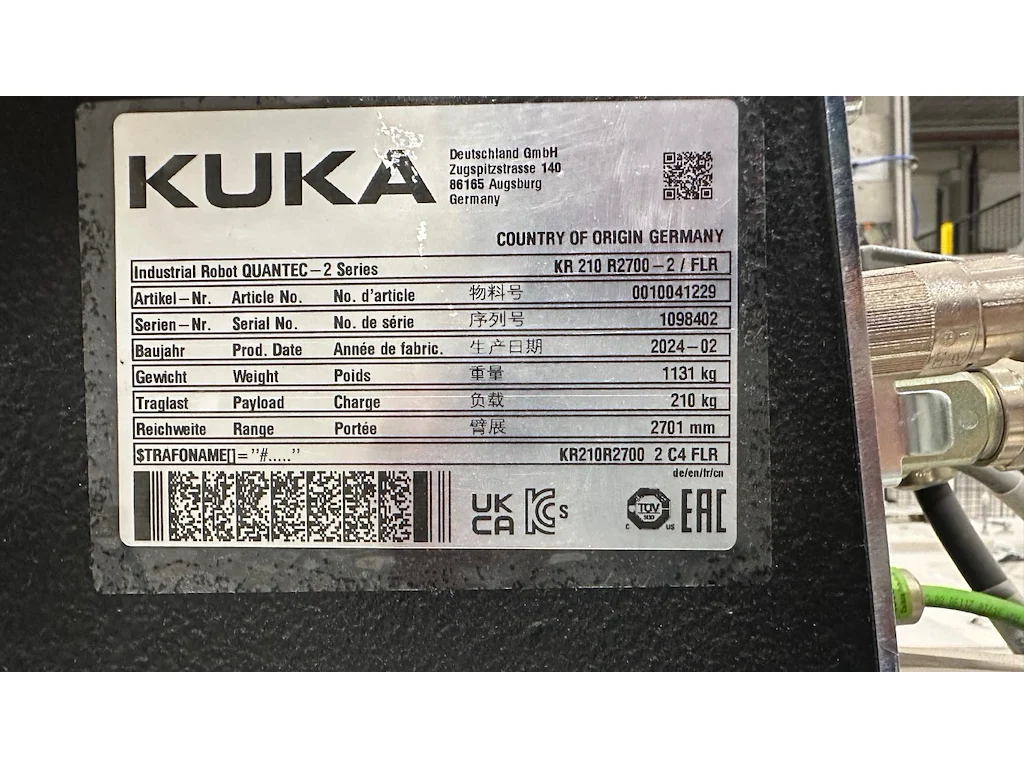 KUKA
Deutschland GmbH
Zugspitzstrasse 140
86165 Augsburg
Germany
COUNTRY OF ORIGIN GERMANY
Industrial Robot QUANTEC-2 Series KR 210 R2700-2 / FLR
Artikel-Nr. Article No. No. d'article 物料号 0010041229
Serien-Nr. Serial No. No. de série 序列号 1098402
Baujahr Prod. Date Année de fabric. 生产日期 2024-02
Gewicht Weight Poids 重量 1131 kg
Traglast Payload Charge 负载 210 kg
Reichweite Range Portée 臂展 2701 mm
$TRAFONAME[]="#....." KR210R2700 2 C4 FLR
de/en/fr/cn
UK CA KC s c TÜV us EAC